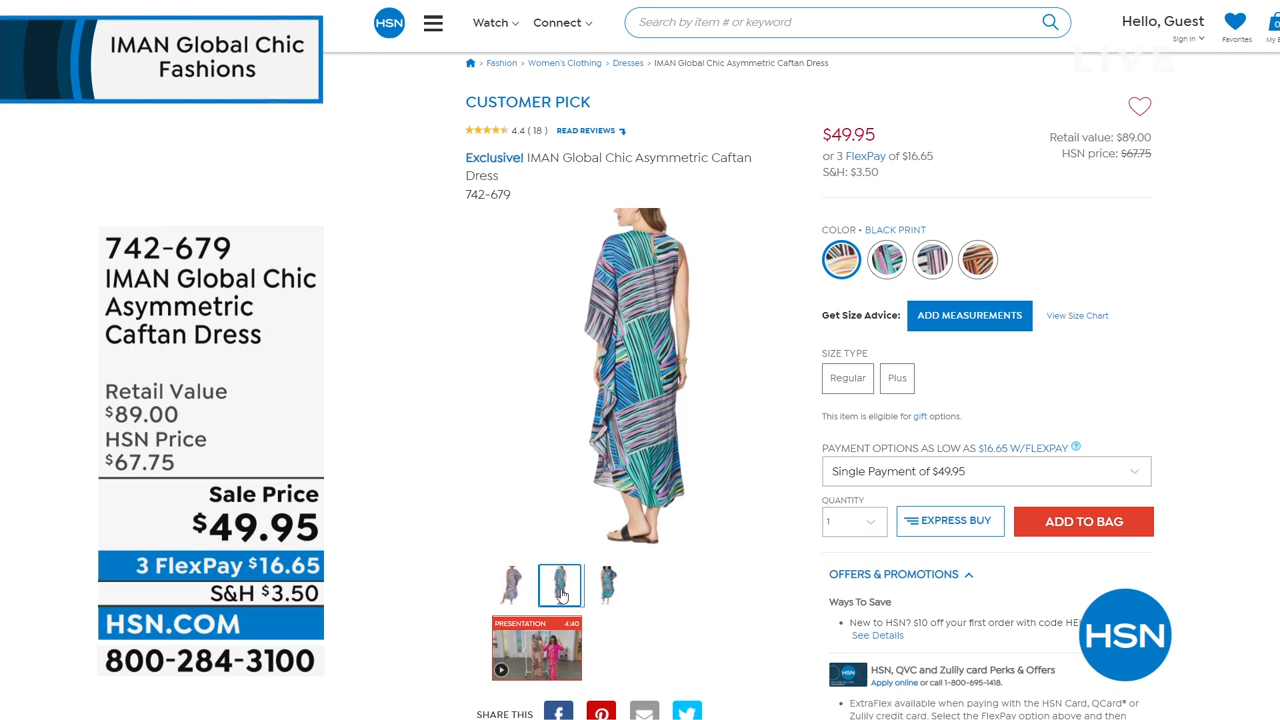 IMAN Global Chic
Fashions
742-679
IMAN Global Chic
Asymmetric
Caftan Dress
Retail Value
$89.00
HSN Price
$67.75
Sale Price
$49.95
3 FlexPay $16.65
S&H $3.50
HSN.COM
800-284-3100
HSN
Watch
Connect
Search by item # or keyword
Hello, Guest
Sign In
Favorites
LIVE
Fashion > Women's Clothing > Dresses > IMAN Global Chic Asymmetric Caftan Dress
CUSTOMER PICK
4.4 ( 18 ) READ REVIEWS
Exclusive! IMAN Global Chic Asymmetric Caftan
Dress
742-679
PRESENTATION 4:40
SHARE THIS
$49.95
or 3 FlexPay of $16.65
S&H: $3.50
Retail value: $89.00
HSN price: $67.75
COLOR • BLACK PRINT
Get Size Advice: ADD MEASUREMENTS View Size Chart
SIZE TYPE
Regular Plus
This item is eligible for gift options.
PAYMENT OPTIONS AS LOW AS $16.65 W/FLEXPAY ?
Single Payment of $49.95
QUANTITY
1 EXPRESS BUY ADD TO BAG
OFFERS & PROMOTIONS
Ways To Save
• New to HSN? $10 off your first order with code
See Details
HSN
HSN, QVC and Zulily card Perks & Offers
Apply online or call 1-800-695-1418.
• ExtraFlex available when paying with the HSN Card, QCard® or
Zulily credit card. Select the FlexPay option above and then